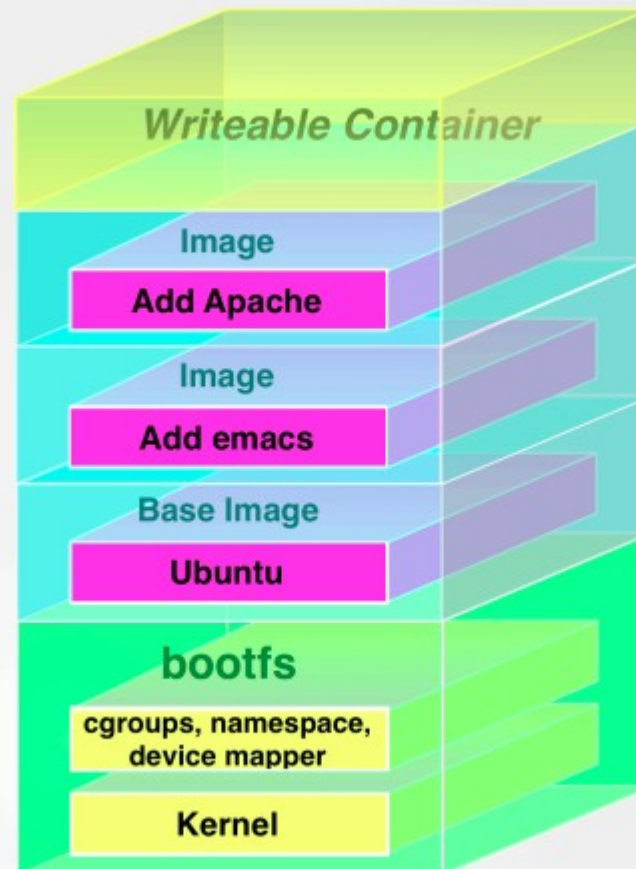 Writeable Container
Image
Add Apache
Image
Add emacs
Base Image
Ubuntu
bootfs
cgroups, namespace,
device mapper
Kernel